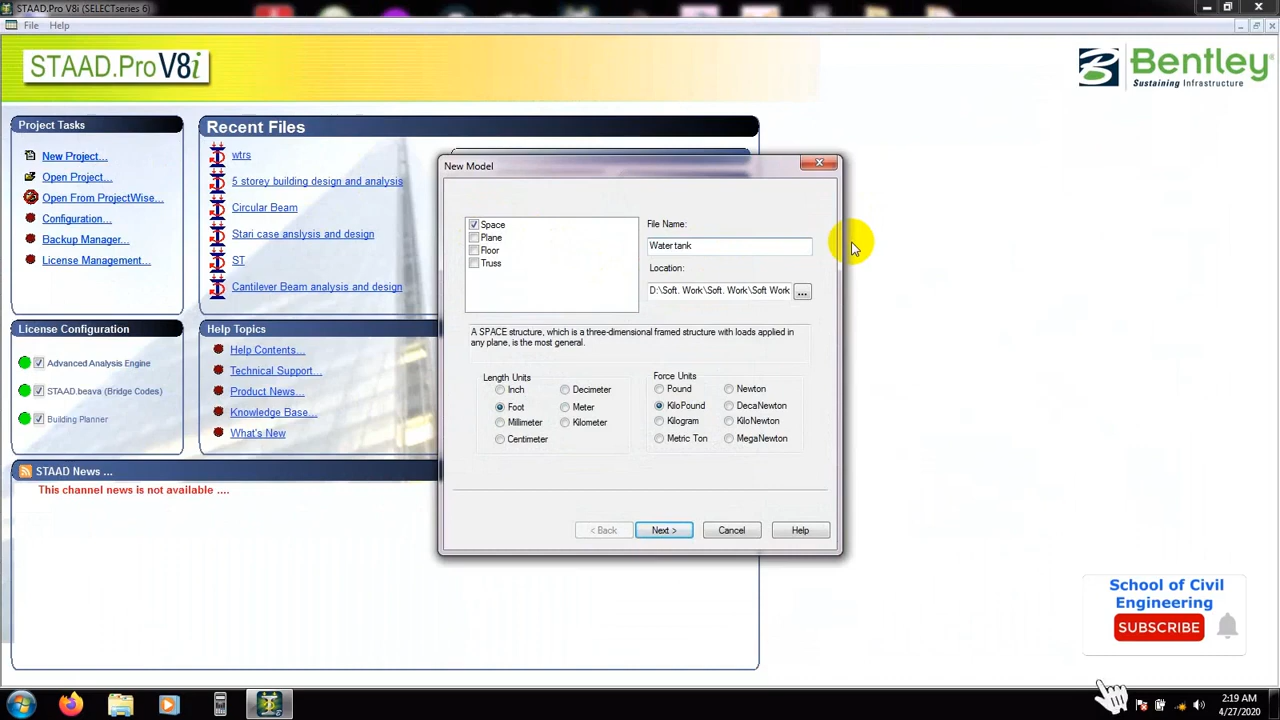 STAAD.Pro V8i (SELECTseries 6)
File Help
STAAD.Pro V8i
Bentley
Sustaining Infrastructure
Project Tasks
New Project...
Open Project...
Open From ProjectWise...
Configuration...
Backup Manager...
License Management...
Recent Files
wtrs
5 storey building design and analysis
Circular Beam
Stari case analysis and design
ST
Cantilever Beam analysis and design
New Model
Space
Plane
Floor
Truss
File Name:
Water tank
Location:
D:\Soft. Work\Soft. Work\Soft Work
...
A SPACE structure, which is a three-dimensional framed structure with loads applied in
any plane, is the most general.
Length Units
Inch Decimeter
Foot Meter
Millimeter Kilometer
Centimeter
Force Units
Pound Newton
KiloPound DecaNewton
Kilogram KiloNewton
Metric Ton MegaNewton
< Back Next > Cancel Help
License Configuration
Advanced Analysis Engine
STAAD.beava (Bridge Codes)
Building Planner
Help Topics
Help Contents...
Technical Support...
Product News...
Knowledge Base...
What's New
STAAD News ...
This channel news is not available ....
School of Civil
Engineering
SUBSCRIBE
2:19 AM
4/27/2020